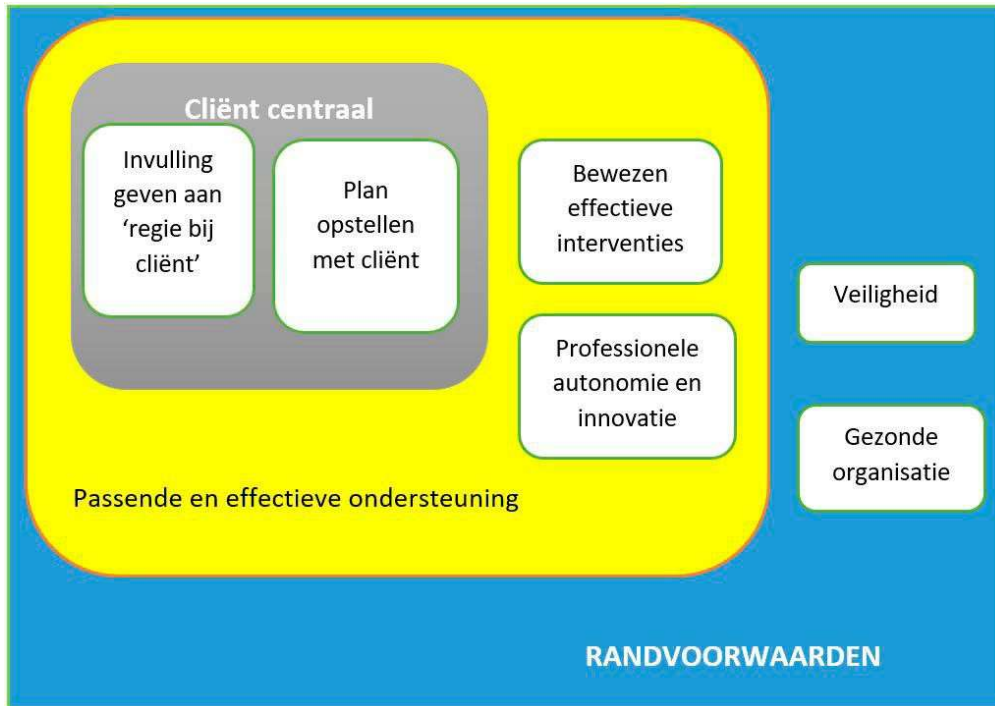 Cliënt centraal
Invulling
geven aan
‘regie bij
cliënt’
Plan
opstellen
met cliënt
Bewezen
effectieve
interventies
Professionele
autonomie en
innovatie
Passende en effectieve ondersteuning
Veiligheid
Gezonde
organisatie
RANDVOORWAARDEN